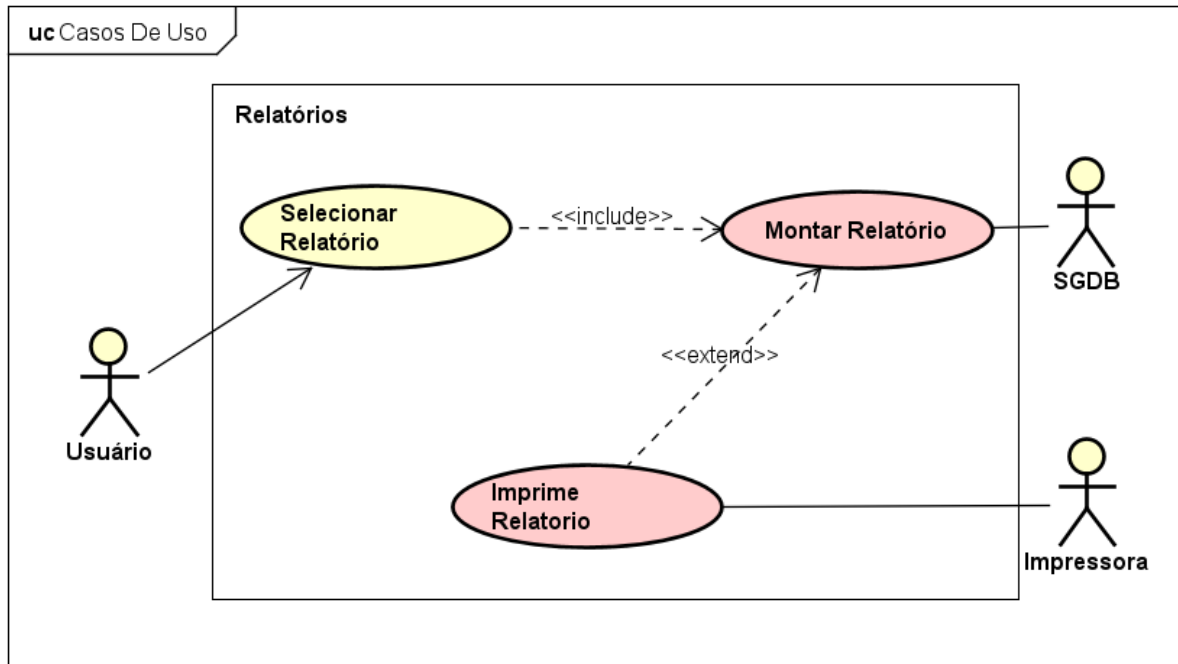 uc Casos De Uso
Relatórios
Selecionar
Relatório
<<include>>
Montar Relatório
SGDB
<<extend>>
Usuário
Imprime
Relatorio
Impressora